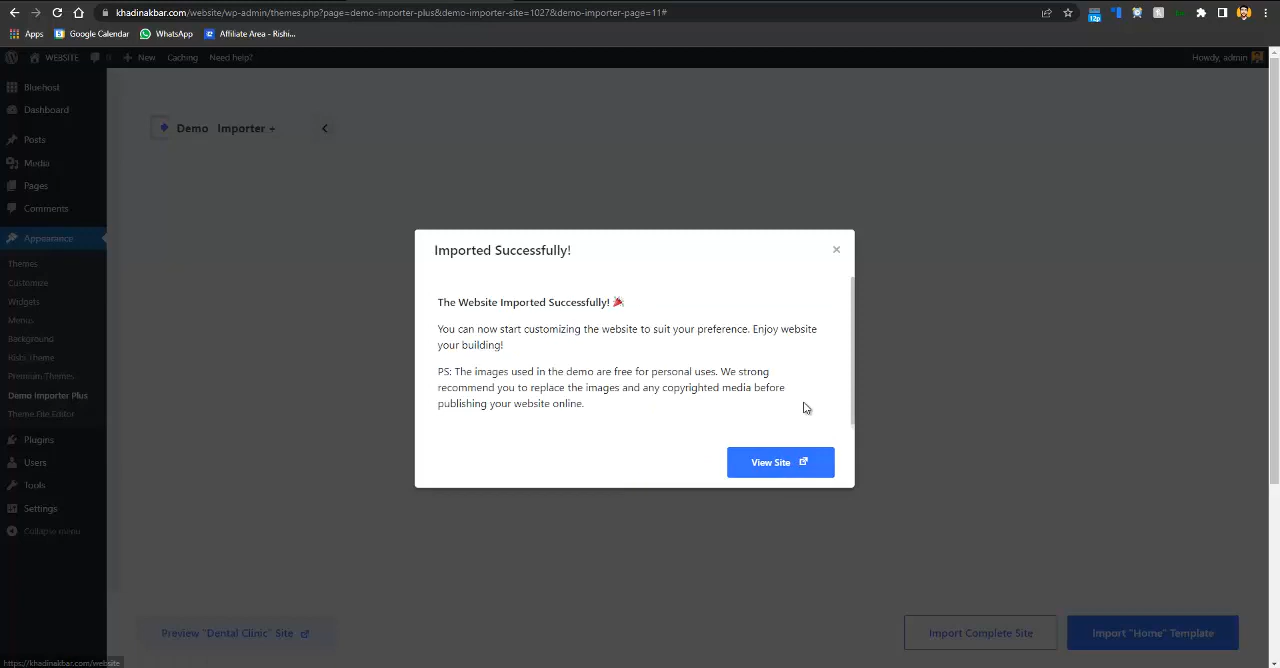 khadinakbar.com/website/wp-admin/themes.php?page=demo-importer-plus&demo-importer-site=1027&demo-importer-page=11#
12p
Apps
Google Calendar
WhatsApp
Affiliate Area - Rishi...
WEBSITE
New
Caching
Need help?
Howdy, admin
Bluehost
Dashboard
Posts
Media
Pages
Comments
Appearance
Themes
Customize
Widgets
Menus
Background
Premium Themes
Demo Importer Plus
Theme File Editor
Plugins
Users
Tools
Settings
Collapse menu
Demo Importer +
Imported Successfully!
The Website Imported Successfully!
You can now start customizing the website to suit your preference. Enjoy website
your building!
PS: The images used in the demo are free for personal uses. We strong
recommend you to replace the images and any copyrighted media before
publishing your website online.
View Site
Preview "Dental Clinic" Site
Import Complete Site
Import "Home" Template
https://khadinakbar.com/website